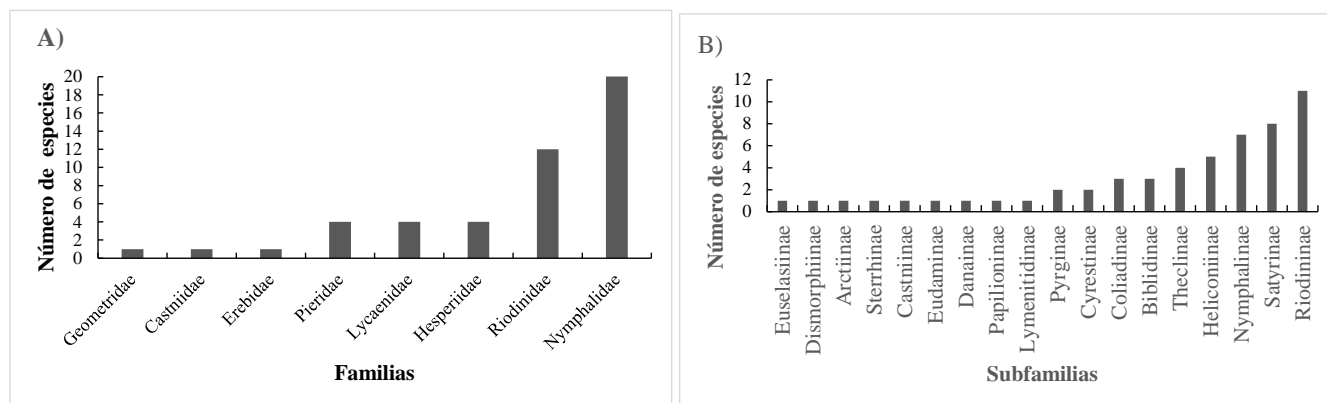 A)
Número de especies
20
18
16
14
12
10
8
6
4
2
0
Geometridae
Castniidae
Erebidae
Pieridae
Lycaenidae
Hesperiidae
Riodinidae
Nymphalidae
Familias
B)
Número de especies
12
10
8
6
4
2
0
Euselasiinae
Dismorphiinae
Arctiinae
Sterrhinae
Castniinae
Eudaminae
Danainae
Papilioninae
Lymenitidinae
Pyrginae
Cyrestinae
Coliadinae
Biblidinae
Theclinae
Heliconiinae
Nymphalinae
Satyrinae
Riodininae
Subfamilias